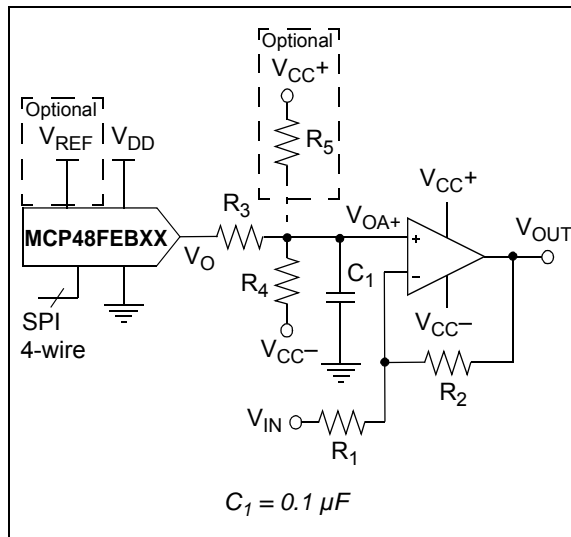 Optional
VCC+
R5
Optional
VREF
VDD
MCP48FEBXX
VO
R3
VOA+
VCC+
VOUT
+
−
R4
C1
SPI
4-wire
VCC−
VCC−
R2
VIN
R1
C1 = 0.1 µF